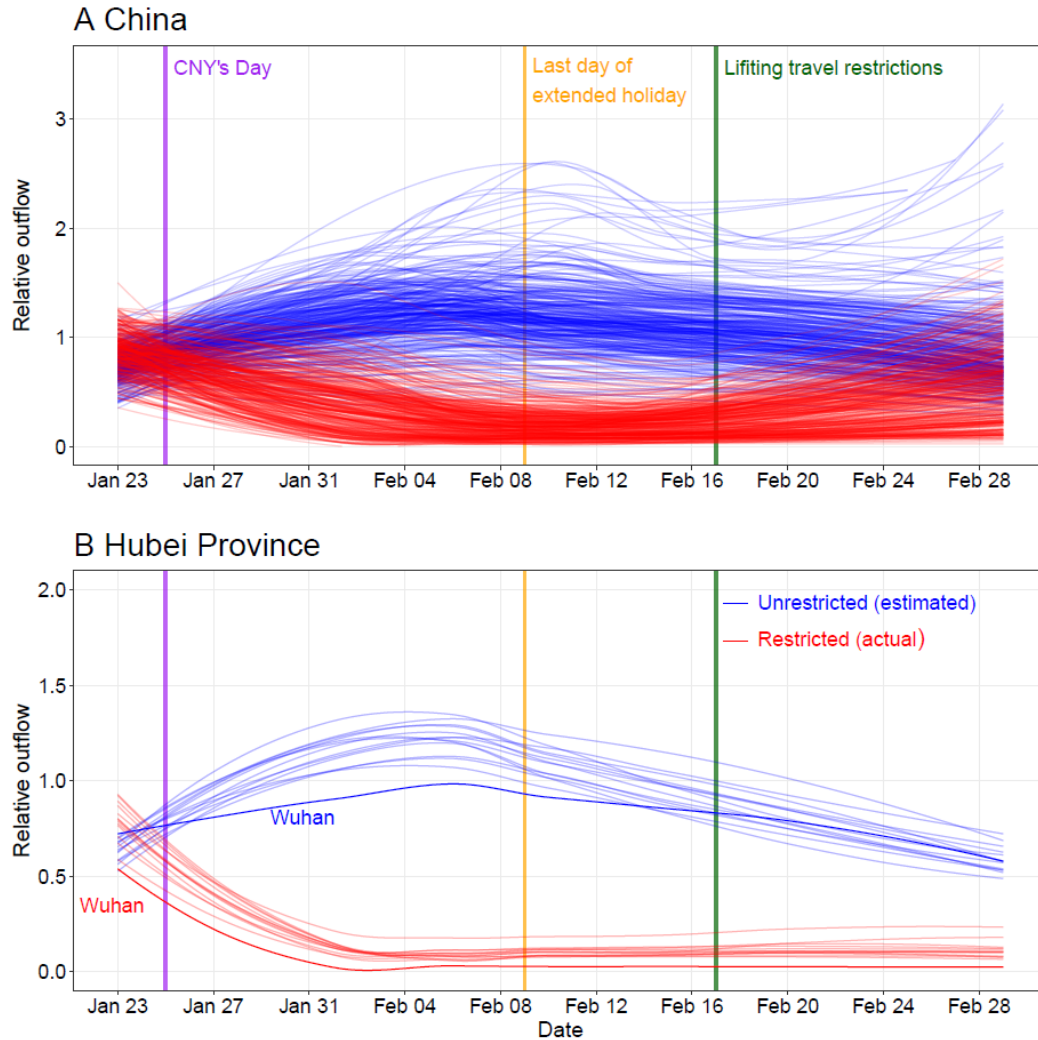 A China
CNY's Day
Last day of
extended holiday
Lifiting travel restrictions
Relative outflow
3
2
1
0
Jan 23 Jan 27 Jan 31 Feb 04 Feb 08 Feb 12 Feb 16 Feb 20 Feb 24 Feb 28
B Hubei Province
Unrestricted (estimated)
Restricted (actual)
Relative outflow
2.0
1.5
1.0
0.5
0.0
Wuhan
Wuhan
Jan 23 Jan 27 Jan 31 Feb 04 Feb 08 Feb 12 Feb 16 Feb 20 Feb 24 Feb 28
Date